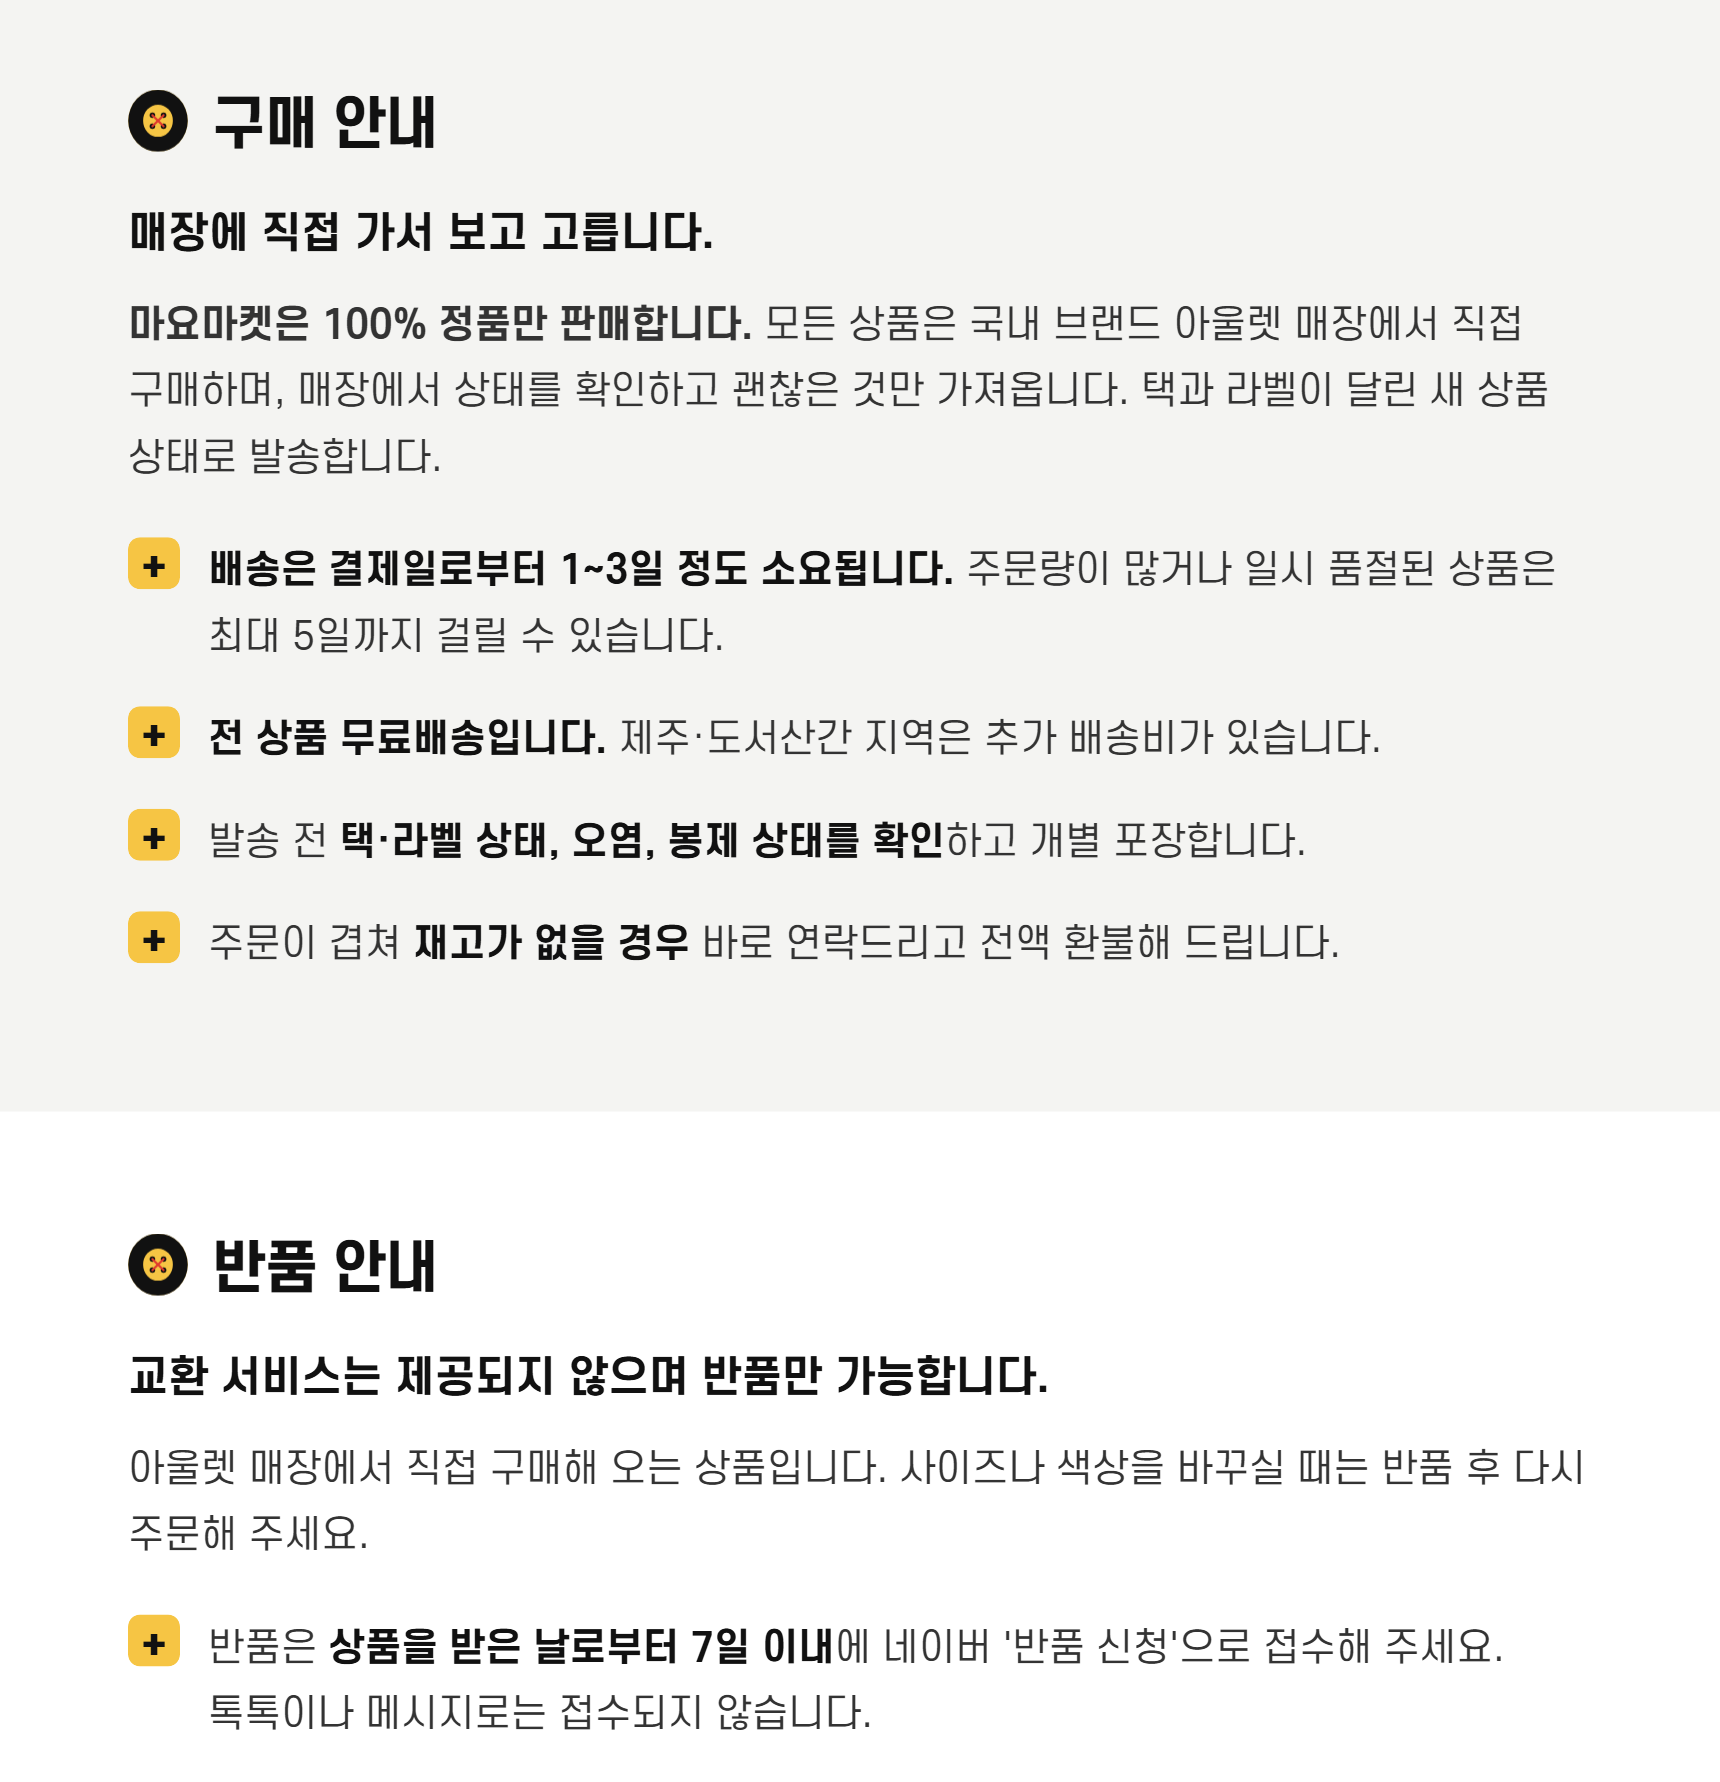 구매 안내
매장에 직접 가서 보고 고릅니다.
마요마켓은 100% 정품만 판매합니다. 모든 상품은 국내 브랜드 아울렛 매장에서 직접
구매하며, 매장에서 상태를 확인하고 괜찮은 것만 가져옵니다. 택과 라벨이 달린 새 상품
상태로 발송합니다.
+ 배송은 결제일로부터 1~3일 정도 소요됩니다. 주문량이 많거나 일시 품절된 상품은
최대 5일까지 걸릴 수 있습니다.
+ 전 상품 무료배송입니다. 제주·도서산간 지역은 추가 배송비가 있습니다.
+ 발송 전 택·라벨 상태, 오염, 봉제 상태를 확인하고 개별 포장합니다.
+ 주문이 겹쳐 재고가 없을 경우 바로 연락드리고 전액 환불해 드립니다.
반품 안내
교환 서비스는 제공되지 않으며 반품만 가능합니다.
아울렛 매장에서 직접 구매해 오는 상품입니다. 사이즈나 색상을 바꾸실 때는 반품 후 다시
주문해 주세요.
+ 반품은 상품을 받은 날로부터 7일 이내에 네이버 '반품 신청'으로 접수해 주세요.
톡톡이나 메시지로는 접수되지 않습니다.